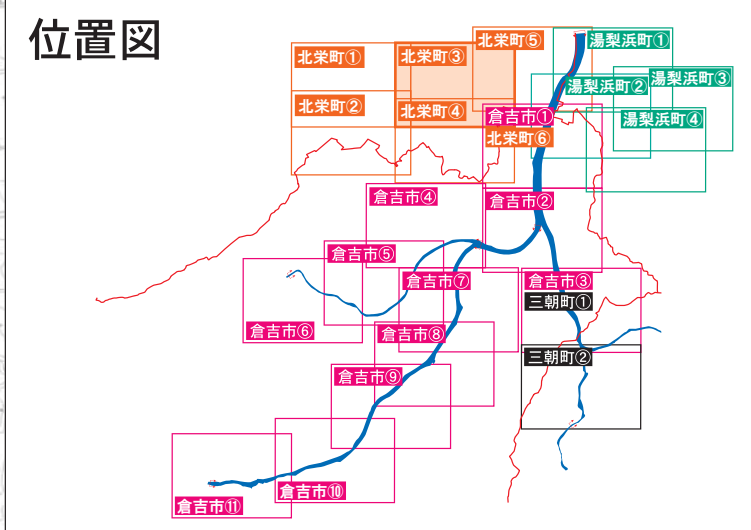 位置図
北栄町①
北栄町③
北栄町⑤
湯梨浜町①
湯梨浜町②
湯梨浜町③
北栄町②
北栄町④
倉吉市①
湯梨浜町④
北栄町⑥
倉吉市④
倉吉市②
倉吉市⑤
倉吉市⑦
倉吉市③
三朝町①
倉吉市⑥
倉吉市⑧
三朝町②
倉吉市⑨
倉吉市⑩
倉吉市⑪